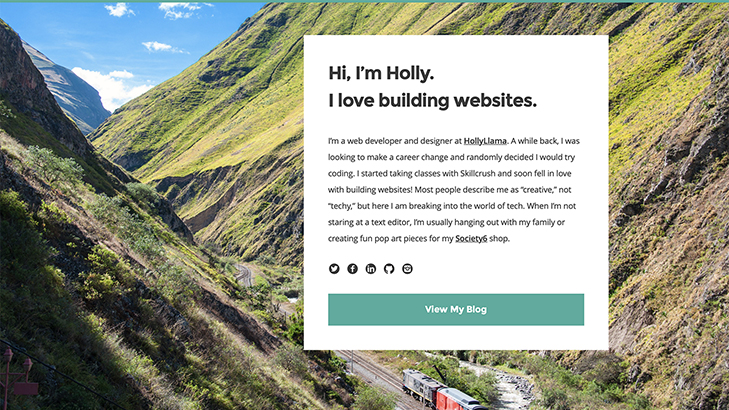 Hi, I’m Holly.
I love building websites.
I’m a web developer and designer at HollyLlama. A while back, I was
looking to make a career change and randomly decided I would try
coding. I started taking classes with Skillcrush and soon fell in love
with building websites! Most people describe me as “creative,” not
“techy,” but here I am breaking into the world of tech. When I’m not
staring at a text editor, I’m usually hanging out with my family or
creating fun pop art pieces for my Society6 shop.
View My Blog